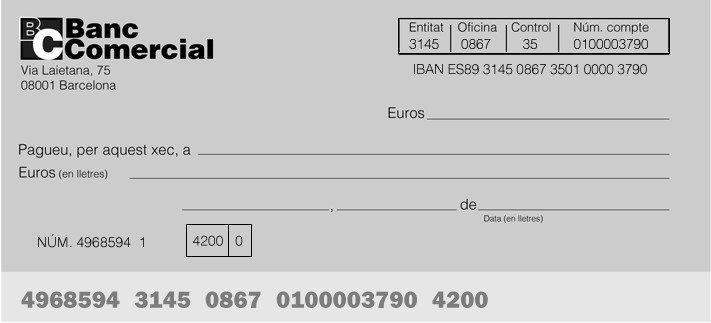 BC Banc Comercial
Via Laietana, 75
08001 Barcelona
Entitat Oficina Control Núm. compte
3145 0867 35 0100003790
IBAN ES89 3145 0867 3501 0000 3790
Euros
Pagueu, per aquest xec, a
Euros (en lletres)
, de
Data (en lletres)
NÚM. 4968594 1 4200 0
4968594 3145 0867 0100003790 4200